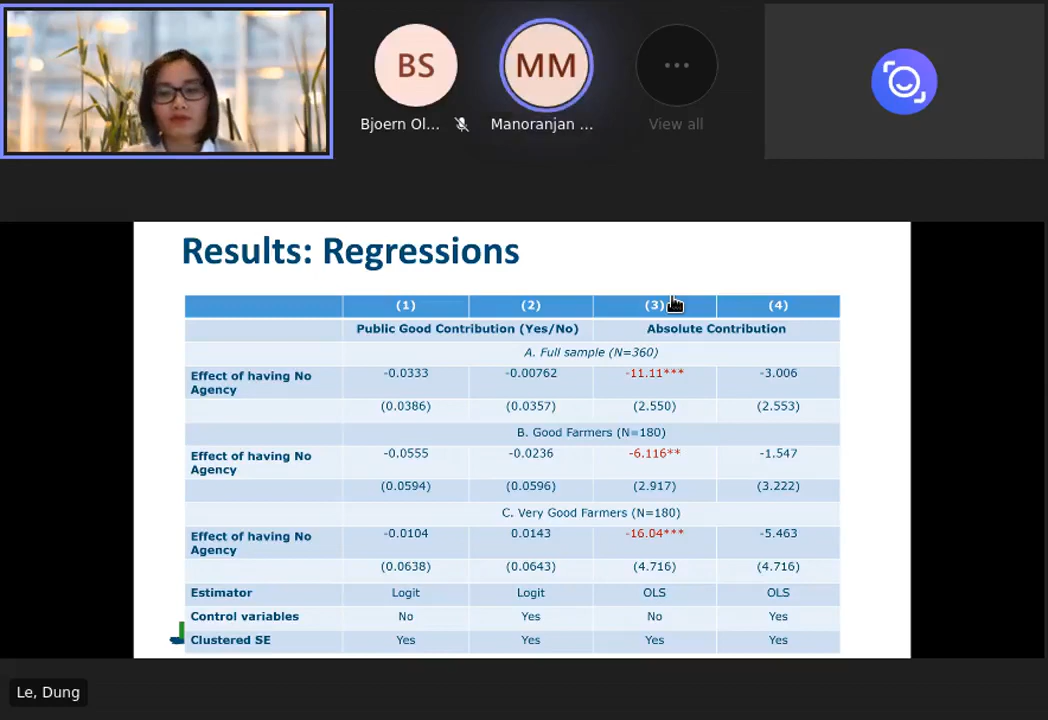 BS
MM
Bjoern Ol...
Manoranjan ...
View all
Results: Regressions
(1) (2) (3) (4)
Public Good Contribution (Yes/No) Absolute Contribution
A. Full sample (N=360)
Effect of having No Agency -0.0333 -0.00762 -11.11*** -3.006
(0.0386) (0.0357) (2.550) (2.553)
B. Good Farmers (N=180)
Effect of having No Agency -0.0555 -0.0236 -6.116** -1.547
(0.0594) (0.0596) (2.917) (3.222)
C. Very Good Farmers (N=180)
Effect of having No Agency -0.0104 0.0143 -16.04*** -5.463
(0.0638) (0.0643) (4.716) (4.716)
Estimator Logit Logit OLS OLS
Control variables No Yes No Yes
Clustered SE Yes Yes Yes Yes
Le, Dung